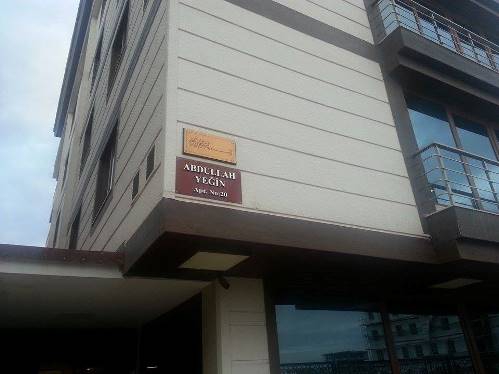 ABDULLAH
YEĞİN
Apt. No:20